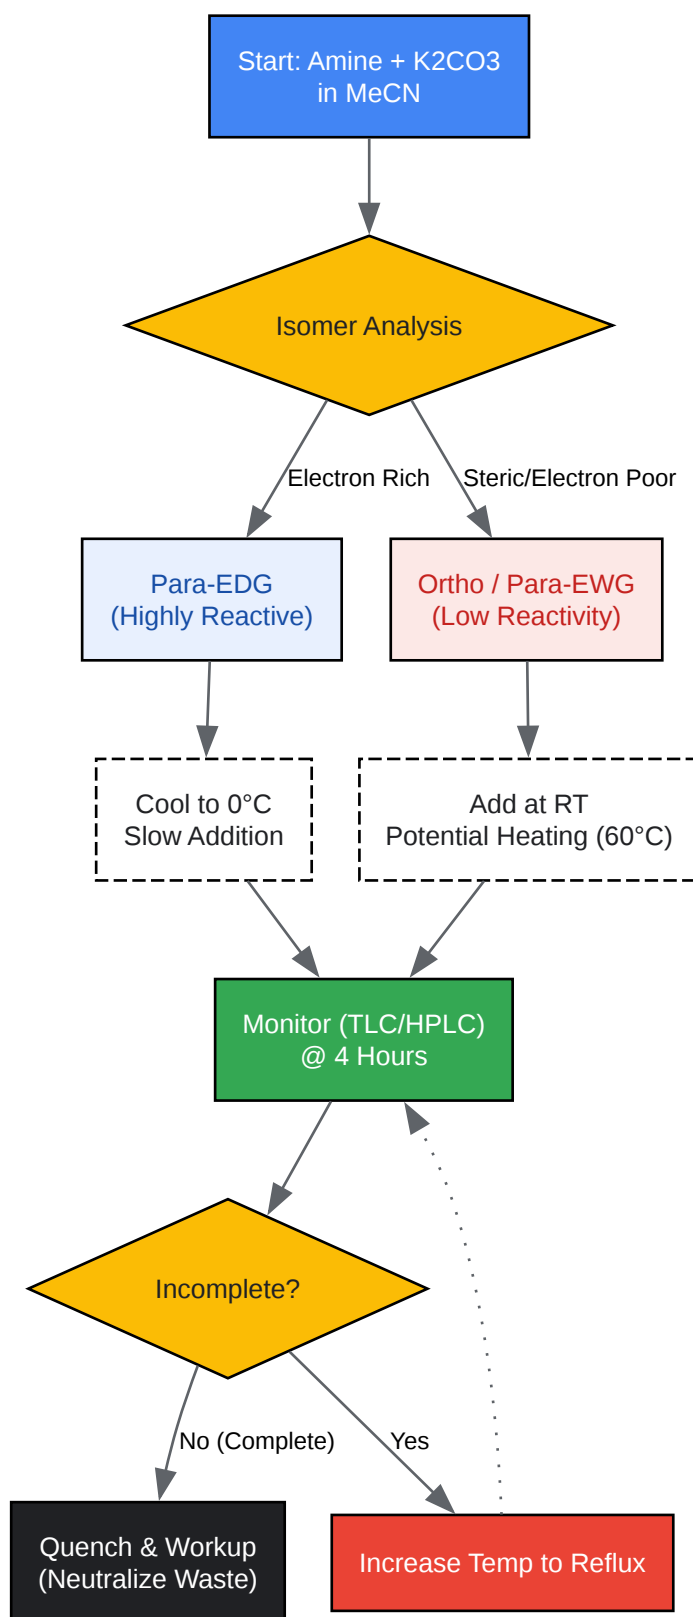 Start: Amine + K2CO3
in MeCN
Isomer Analysis
Electron Rich
Steric/Electron Poor
Para-EDG
(Highly Reactive)
Ortho / Para-EWG
(Low Reactivity)
Cool to 0°C
Slow Addition
Add at RT
Potential Heating (60°C)
Monitor (TLC/HPLC)
@ 4 Hours
Incomplete?
No (Complete)
Yes
Quench & Workup
(Neutralize Waste)
Increase Temp to Reflux